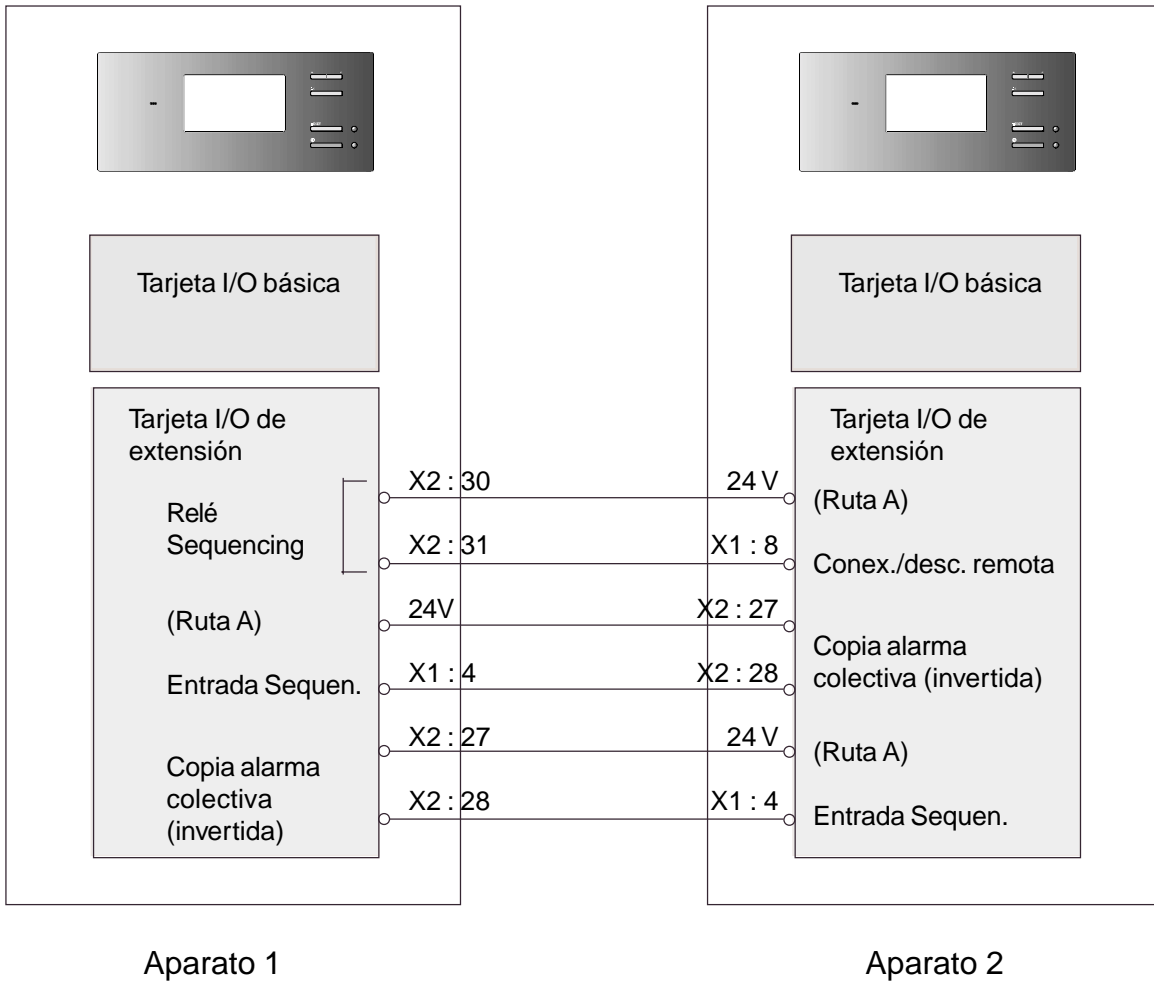 Tarjeta I/O básica
Tarjeta I/O de
extensión
Relé
Sequencing
(Ruta A)
Entrada Sequen.
Copia alarma
colectiva
(invertida)
X2 : 30
X2 : 31
24V
X1 : 4
X2 : 27
X2 : 28
24 V
X1 : 8
X2 : 27
X2 : 28
24 V
X1 : 4
Tarjeta I/O básica
Tarjeta I/O de
extensión
(Ruta A)
Conex./desc. remota
Copia alarma
colectiva (invertida)
(Ruta A)
Entrada Sequen.
Aparato 1
Aparato 2